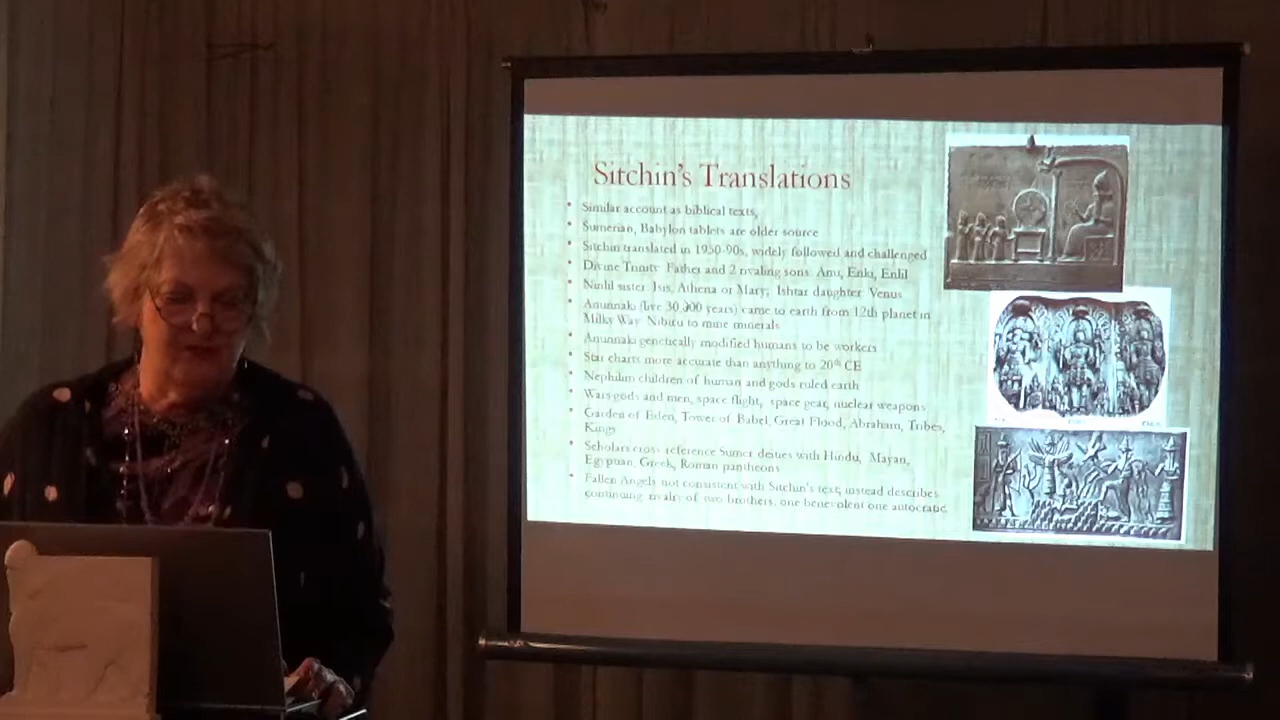 Sitchin's Translations
• Similar account as biblical texts,
• Sumerian, Babylon tablets are older source
• Sitchin translated in 1950-90s, widely followed and challenged
• Divine Trinity: Father and 2 rivaling sons: Anu, Enki, Enlil
• Ninlil sister: Isis, Athena or Mary; Ishtar daughter: Venus
• Anunnaki (live 30,000 years) came to earth from 12th planet in
Milky Way: Nibiru to mine minerals
• Anunnaki genetically modified humans to be workers
• Star charts more accurate than anything to 20th CE
• Nephilim children of human and gods ruled earth
• Wars gods and men, space flight, space gear, nuclear weapons
• Garden of Eden, Tower of Babel, Great Flood, Abraham, Tribes,
Kings
• Scholars cross reference Sumer deities with Hindu, Mayan,
Egyptian, Greek, Roman pantheons
• Fallen Angels not consistent with Sitchin's text, instead describes
continuing rivalry of two brothers, one benevolent one autocratic